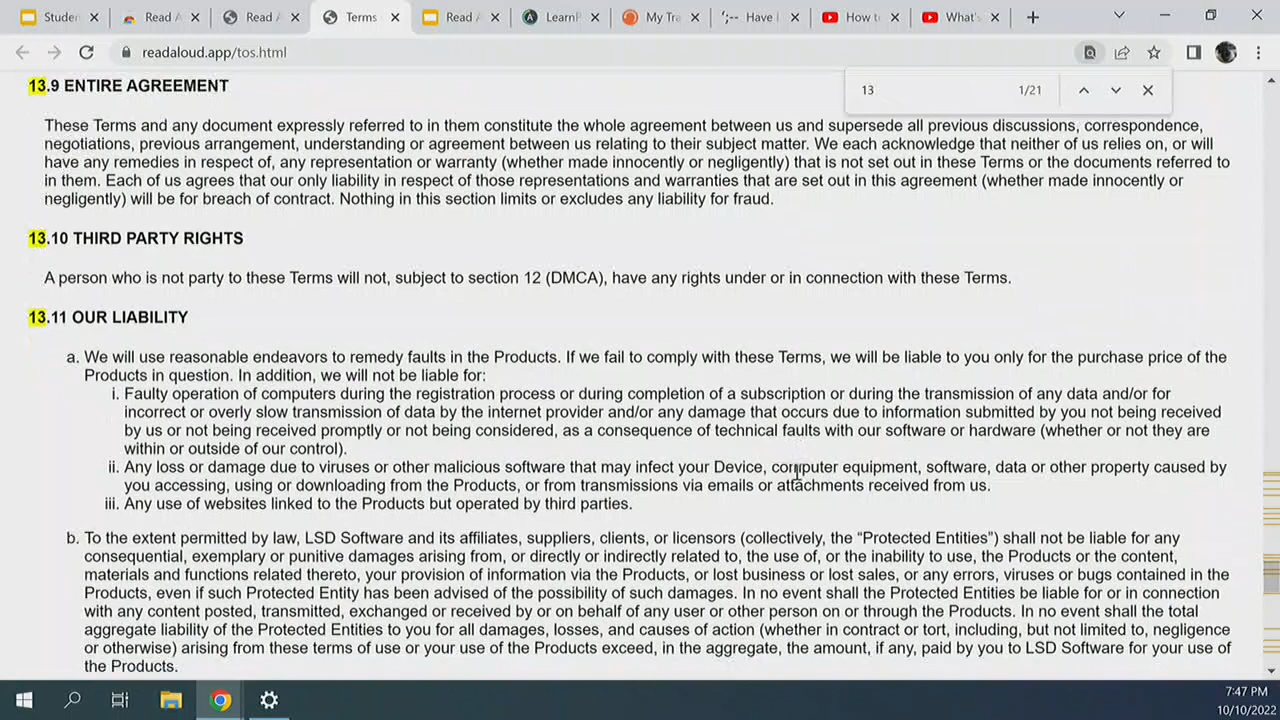 Studen
Read A
Read A
Terms
Read A
LearnP
My Tra
Have I
How to
What's
readaloud.app/tos.html
13
1/21
13.9 ENTIRE AGREEMENT
These Terms and any document expressly referred to in them constitute the whole agreement between us and supersede all previous discussions, correspondence,
negotiations, previous arrangement, understanding or agreement between us relating to their subject matter. We each acknowledge that neither of us relies on, or will
have any remedies in respect of, any representation or warranty (whether made innocently or negligently) that is not set out in these Terms or the documents referred to
in them. Each of us agrees that our only liability in respect of those representations and warranties that are set out in this agreement (whether made innocently or
negligently) will be for breach of contract. Nothing in this section limits or excludes any liability for fraud.
13.10 THIRD PARTY RIGHTS
A person who is not party to these Terms will not, subject to section 12 (DMCA), have any rights under or in connection with these Terms.
13.11 OUR LIABILITY
a. We will use reasonable endeavors to remedy faults in the Products. If we fail to comply with these Terms, we will be liable to you only for the purchase price of the
Products in question. In addition, we will not be liable for:
i. Faulty operation of computers during the registration process or during completion of a subscription or during the transmission of any data and/or for
incorrect or overly slow transmission of data by the internet provider and/or any damage that occurs due to information submitted by you not being received
by us or not being received promptly or not being considered, as a consequence of technical faults with our software or hardware (whether or not they are
within or outside of our control).
ii. Any loss or damage due to viruses or other malicious software that may infect your Device, computer equipment, software, data or other property caused by
you accessing, using or downloading from the Products, or from transmissions via emails or attachments received from us.
iii. Any use of websites linked to the Products but operated by third parties.
b. To the extent permitted by law, LSD Software and its affiliates, suppliers, clients, or licensors (collectively, the “Protected Entities”) shall not be liable for any
consequential, exemplary or punitive damages arising from, or directly or indirectly related to, the use of, or the inability to use, the Products or the content,
materials and functions related thereto, your provision of information via the Products, or lost business or lost sales, or any errors, viruses or bugs contained in the
Products, even if such Protected Entity has been advised of the possibility of such damages. In no event shall the Protected Entities be liable for or in connection
with any content posted, transmitted, exchanged or received by or on behalf of any user or other person on or through the Products. In no event shall the total
aggregate liability of the Protected Entities to you for all damages, losses, and causes of action (whether in contract or tort, including, but not limited to, negligence
or otherwise) arising from these terms of use or your use of the Products exceed, in the aggregate, the amount, if any, paid by you to LSD Software for your use of
the Products.
7:47 PM
10/10/2022